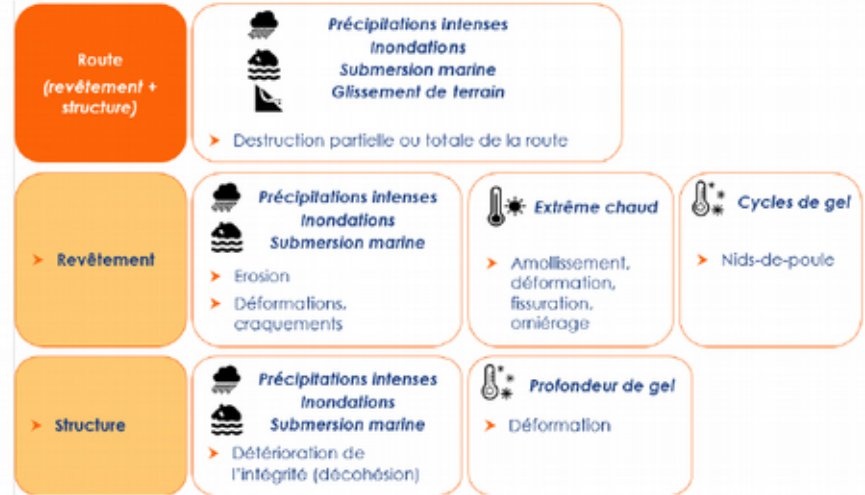 Route
(revêtement +
structure)
Précipitations intenses
Inondations
Submersion marine
Glissement de terrain
➤ Destruction partielle ou totale de la route
➤ Revêtement
Précipitations intenses
Inondations
Submersion marine
➤ Erosion
➤ Déformations,
craquements
Extrême chaud
➤ Amollissement,
déformation,
fissuration,
orniérage
Cycles de gel
➤ Nids-de-poule
➤ Structure
Précipitations intenses
Inondations
Submersion marine
➤ Détérioration de
l'intégrité (décohésion)
Profondeur de gel
➤ Déformation